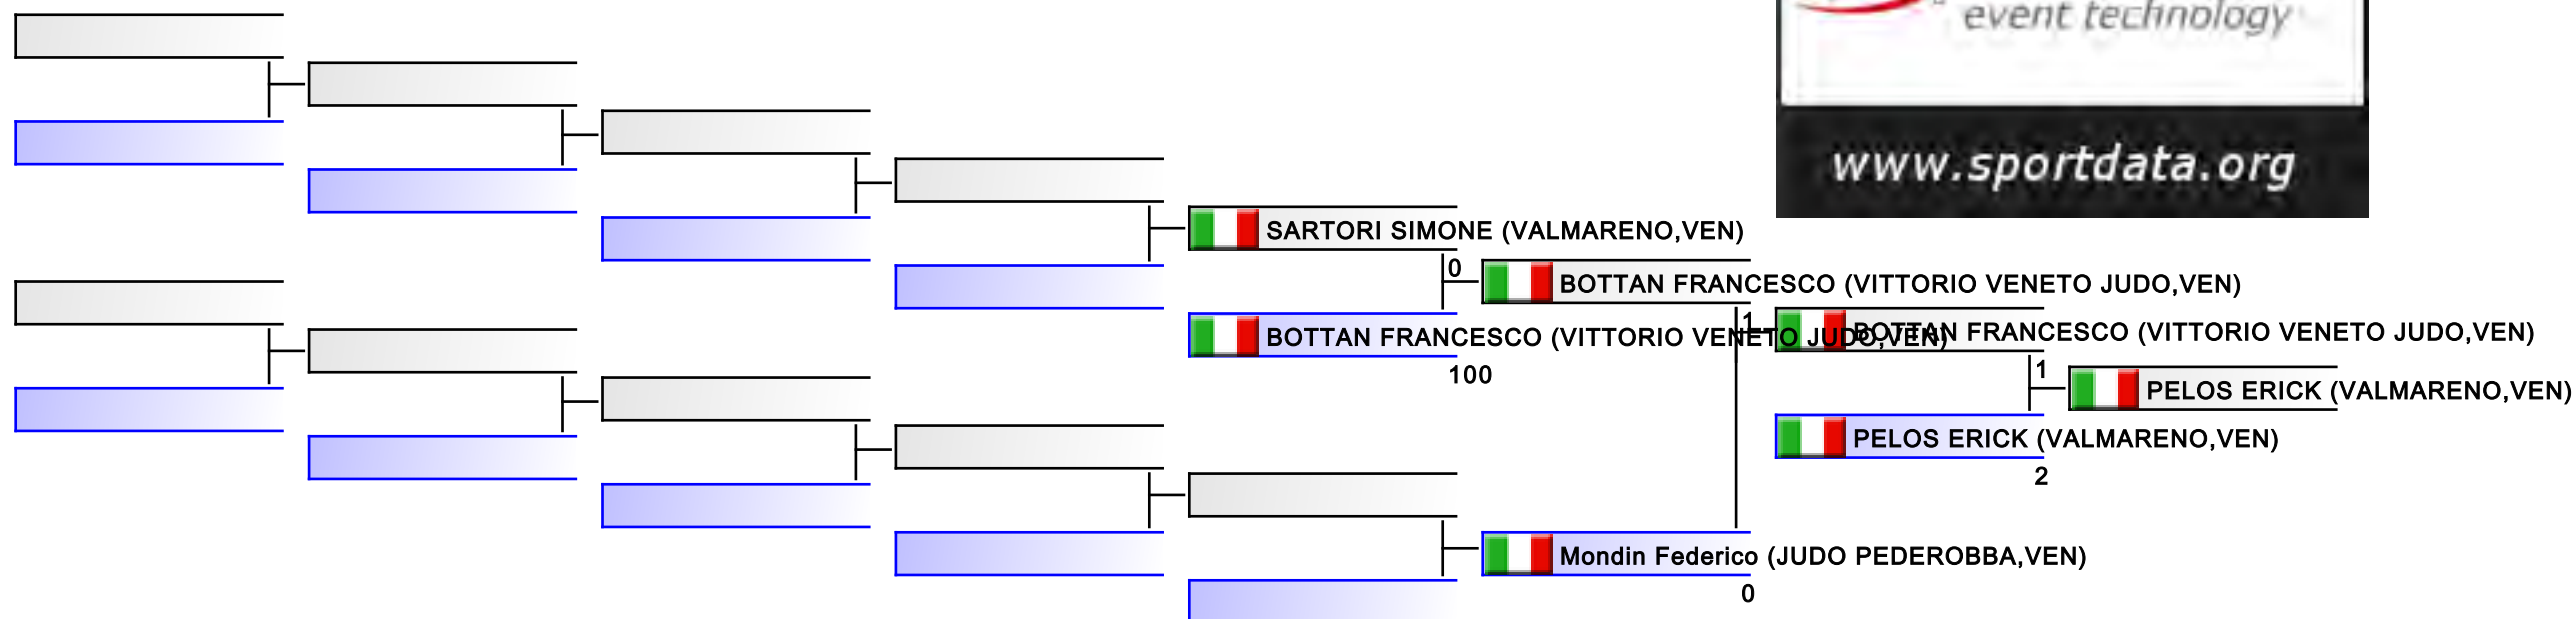 event technology
www.sportdata.org
SARTORI SIMONE (VALMARENO,VEN)
0
BOTTAN FRANCESCO (VITTORIO VENETO JUDO,VEN)
BOTTAN FRANCESCO (VITTORIO VENETO JUDO,VEN)
100
1
BOTTAN FRANCESCO (VITTORIO VENETO JUDO,VEN)
1
PELOS ERICK (VALMARENO,VEN)
PELOS ERICK (VALMARENO,VEN)
2
Mondin Federico (JUDO PEDEROBBA,VEN)
0